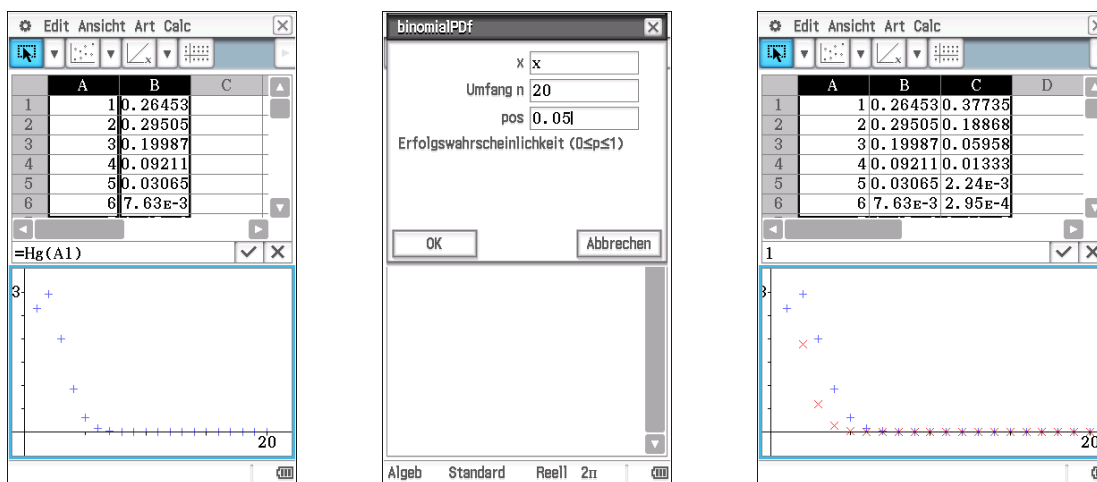 Edit Ansicht Art Calc
A B C
1 1 0.26453
2 2 0.29505
3 3 0.19987
4 4 0.09211
5 5 0.03065
6 6 7.63E-3
=Hg(A1)
3
20
binomialPDf
x x
Umfang n 20
pos 0.05
Erfolgswahrscheinlichkeit (0≤p≤1)
OK Abbrechen
Algeb Standard Reell 2π
Edit Ansicht Art Calc
A B C D
1 1 0.26453 0.37735
2 2 0.29505 0.18868
3 3 0.19987 0.05958
4 4 0.09211 0.01333
5 5 0.03065 2.24E-3
6 6 7.63E-3 2.95E-4
1
3
20